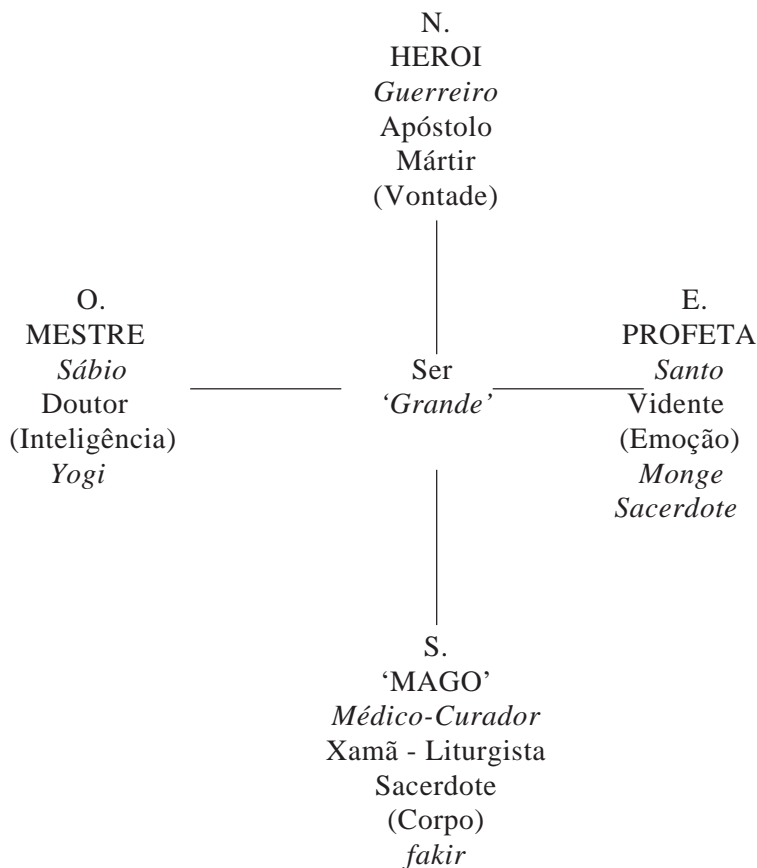 N.
HEROI
Guerreiro
Apóstolo
Mártir
(Vontade)
O.
MESTRE
Sábio
Doutor
(Inteligência)
Yogi
Ser
‘Grande’
E.
PROFETA
Santo
Vidente
(Emoção)
Monge
Sacerdote
S.
‘MAGO’
Médico-Curador
Xamã - Liturgista
Sacerdote
(Corpo)
fakir